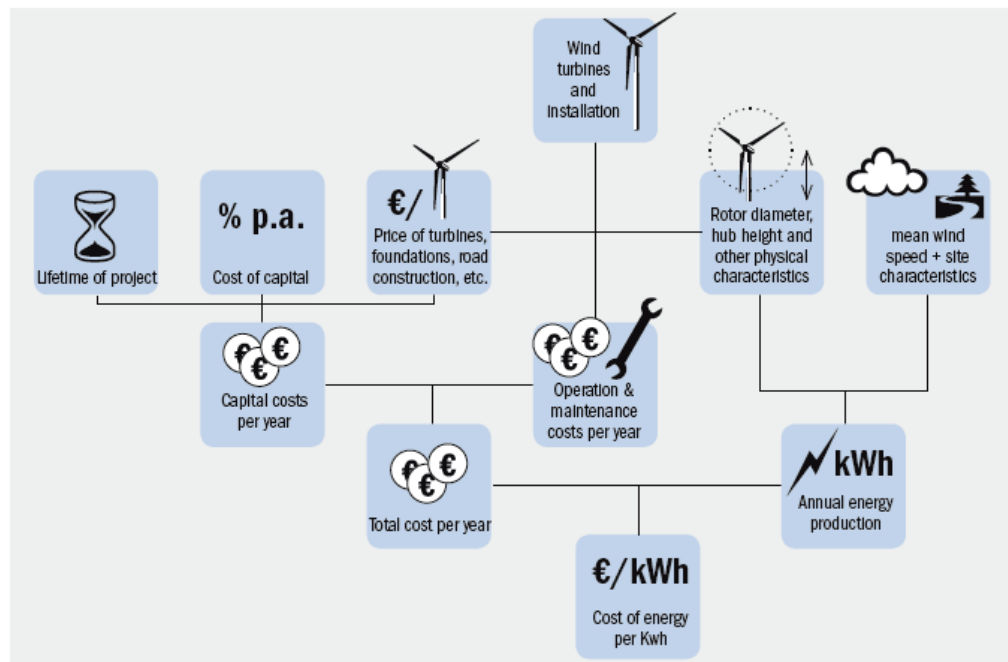 Wind
turbines
and
installation
Lifetime of project
% p.a.
Cost of capital
€/
Price of turbines,
foundations, road
construction, etc.
Rotor diameter,
hub height and
other physical
characteristics
mean wind
speed + site
characteristics
€ € €
Capital costs
per year
€ € €
Operation &
maintenance
costs per year
€ € €
Total cost per year
kWh
Annual energy
production
€/kWh
Cost of energy
per Kwh